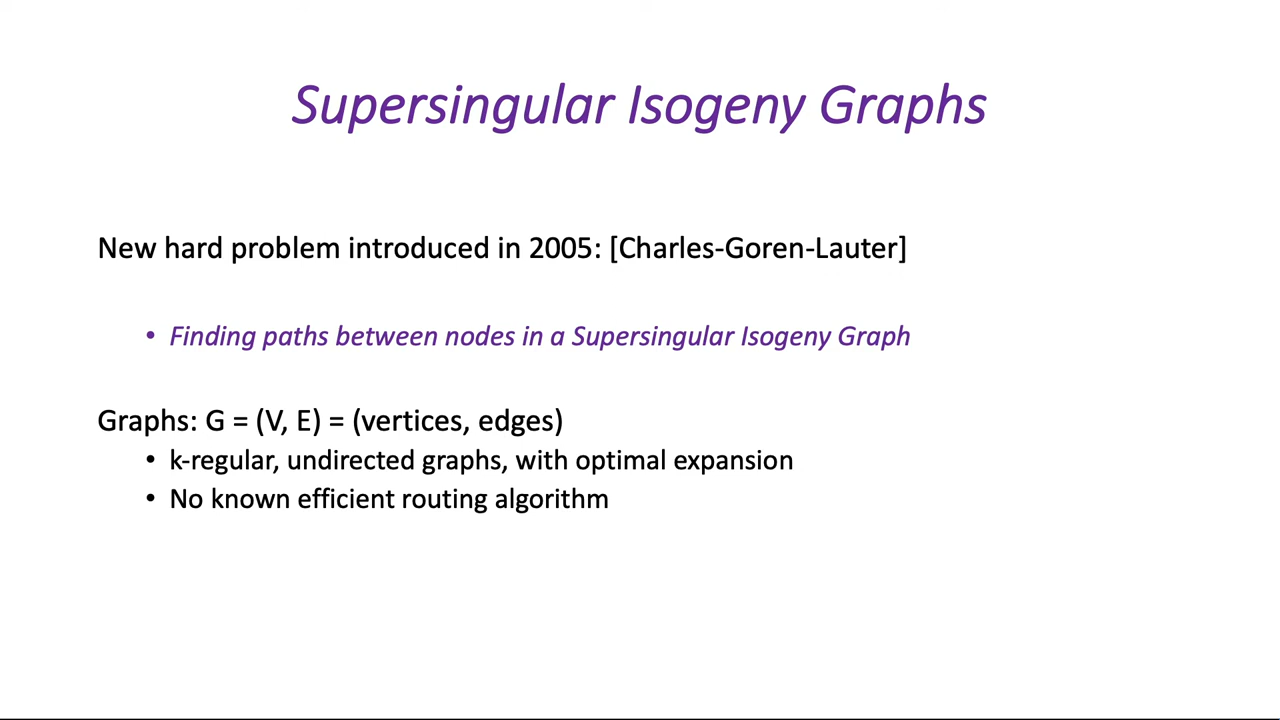 Supersingular Isogeny Graphs
New hard problem introduced in 2005: [Charles-Goren-Lauter]
• Finding paths between nodes in a Supersingular Isogeny Graph
Graphs: G = (V, E) = (vertices, edges)
• k-regular, undirected graphs, with optimal expansion
• No known efficient routing algorithm